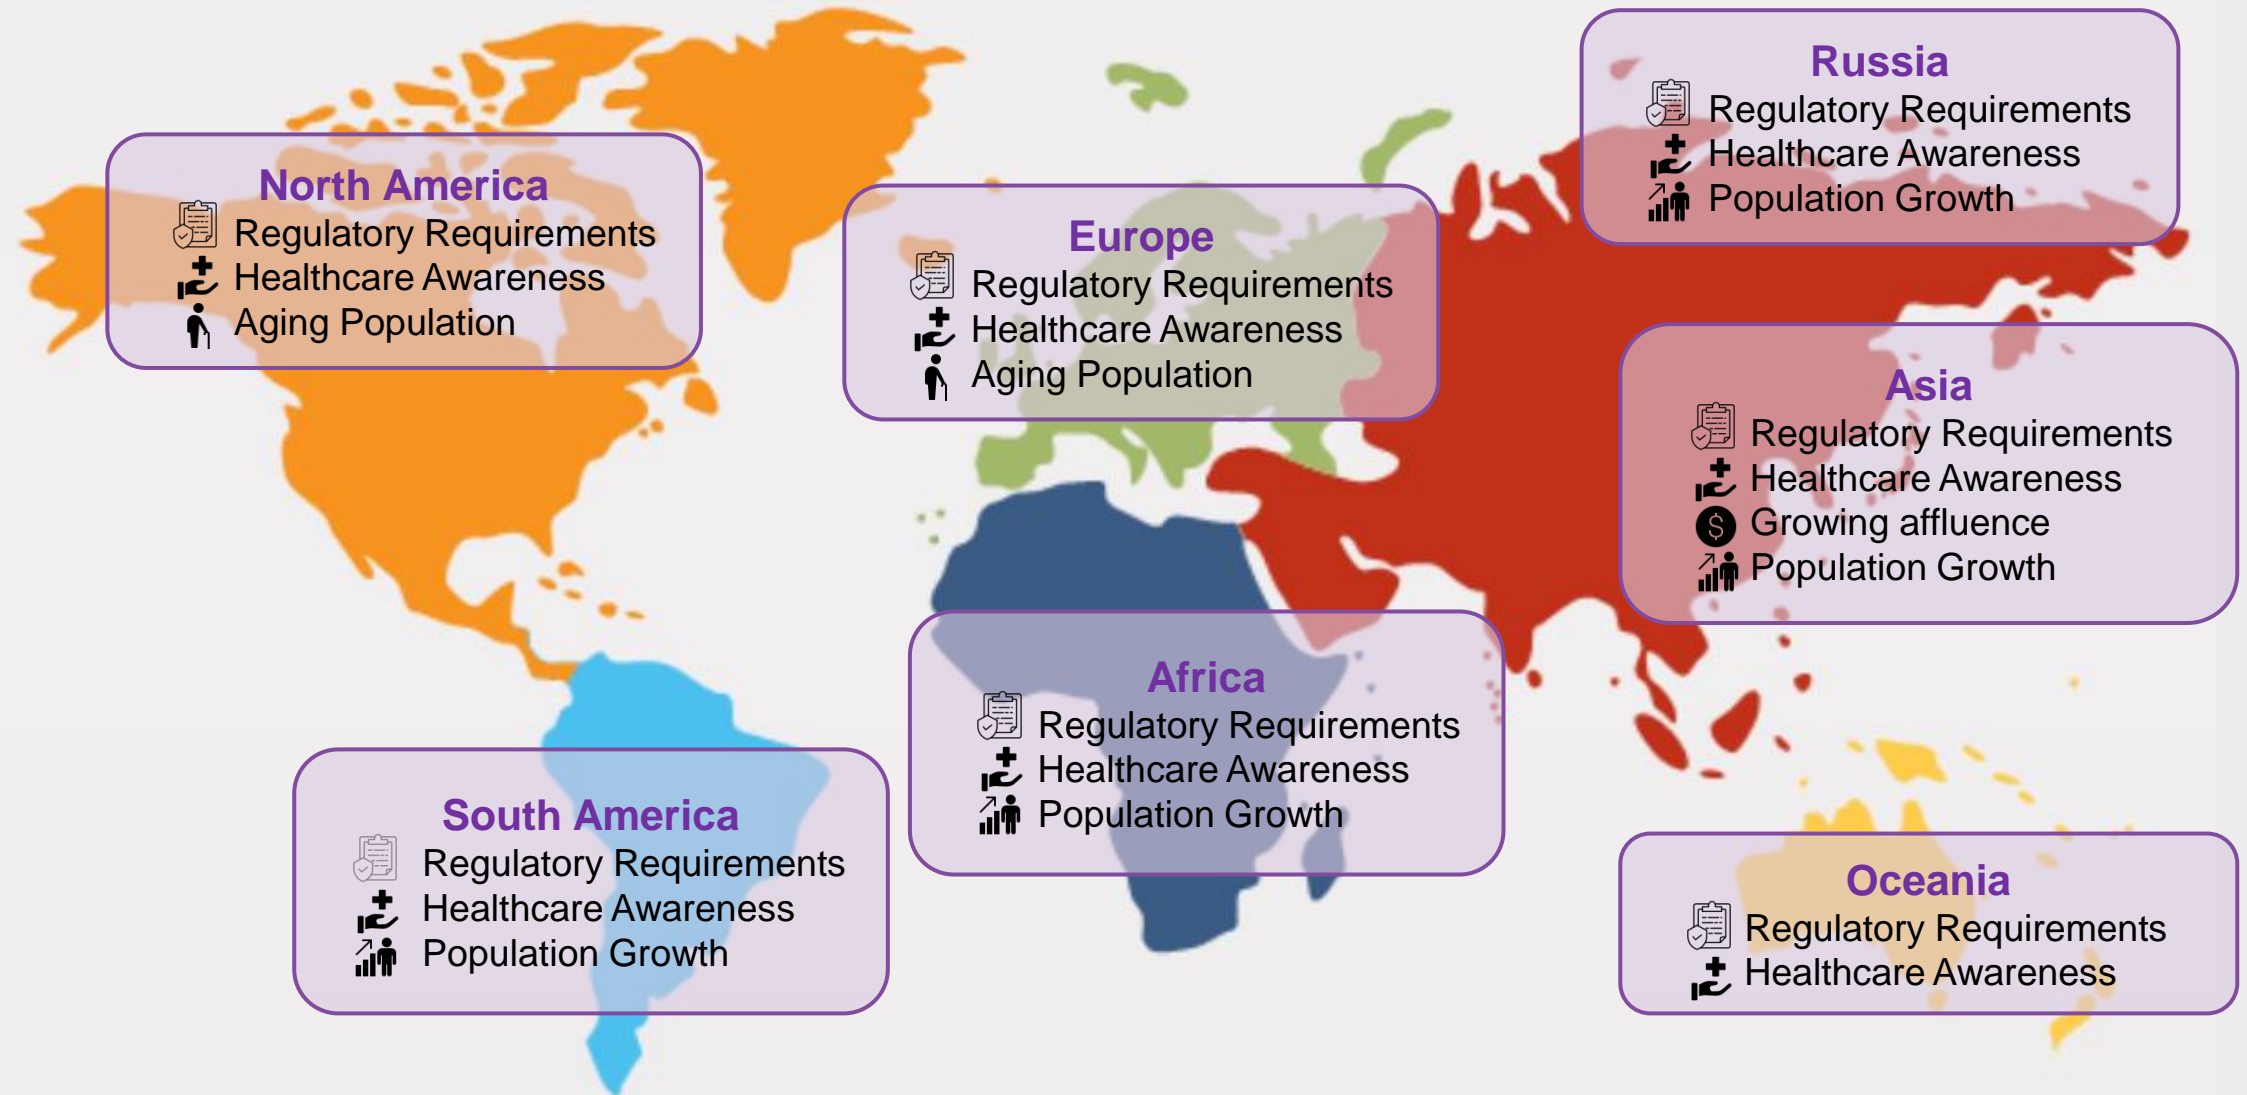 North America
Regulatory Requirements
Healthcare Awareness
Aging Population
Europe
Regulatory Requirements
Healthcare Awareness
Aging Population
Russia
Regulatory Requirements
Healthcare Awareness
Population Growth
Asia
Regulatory Requirements
Healthcare Awareness
$ Growing affluence
Population Growth
Africa
Regulatory Requirements
Healthcare Awareness
Population Growth
South America
Regulatory Requirements
Healthcare Awareness
Population Growth
Oceania
Regulatory Requirements
Healthcare Awareness